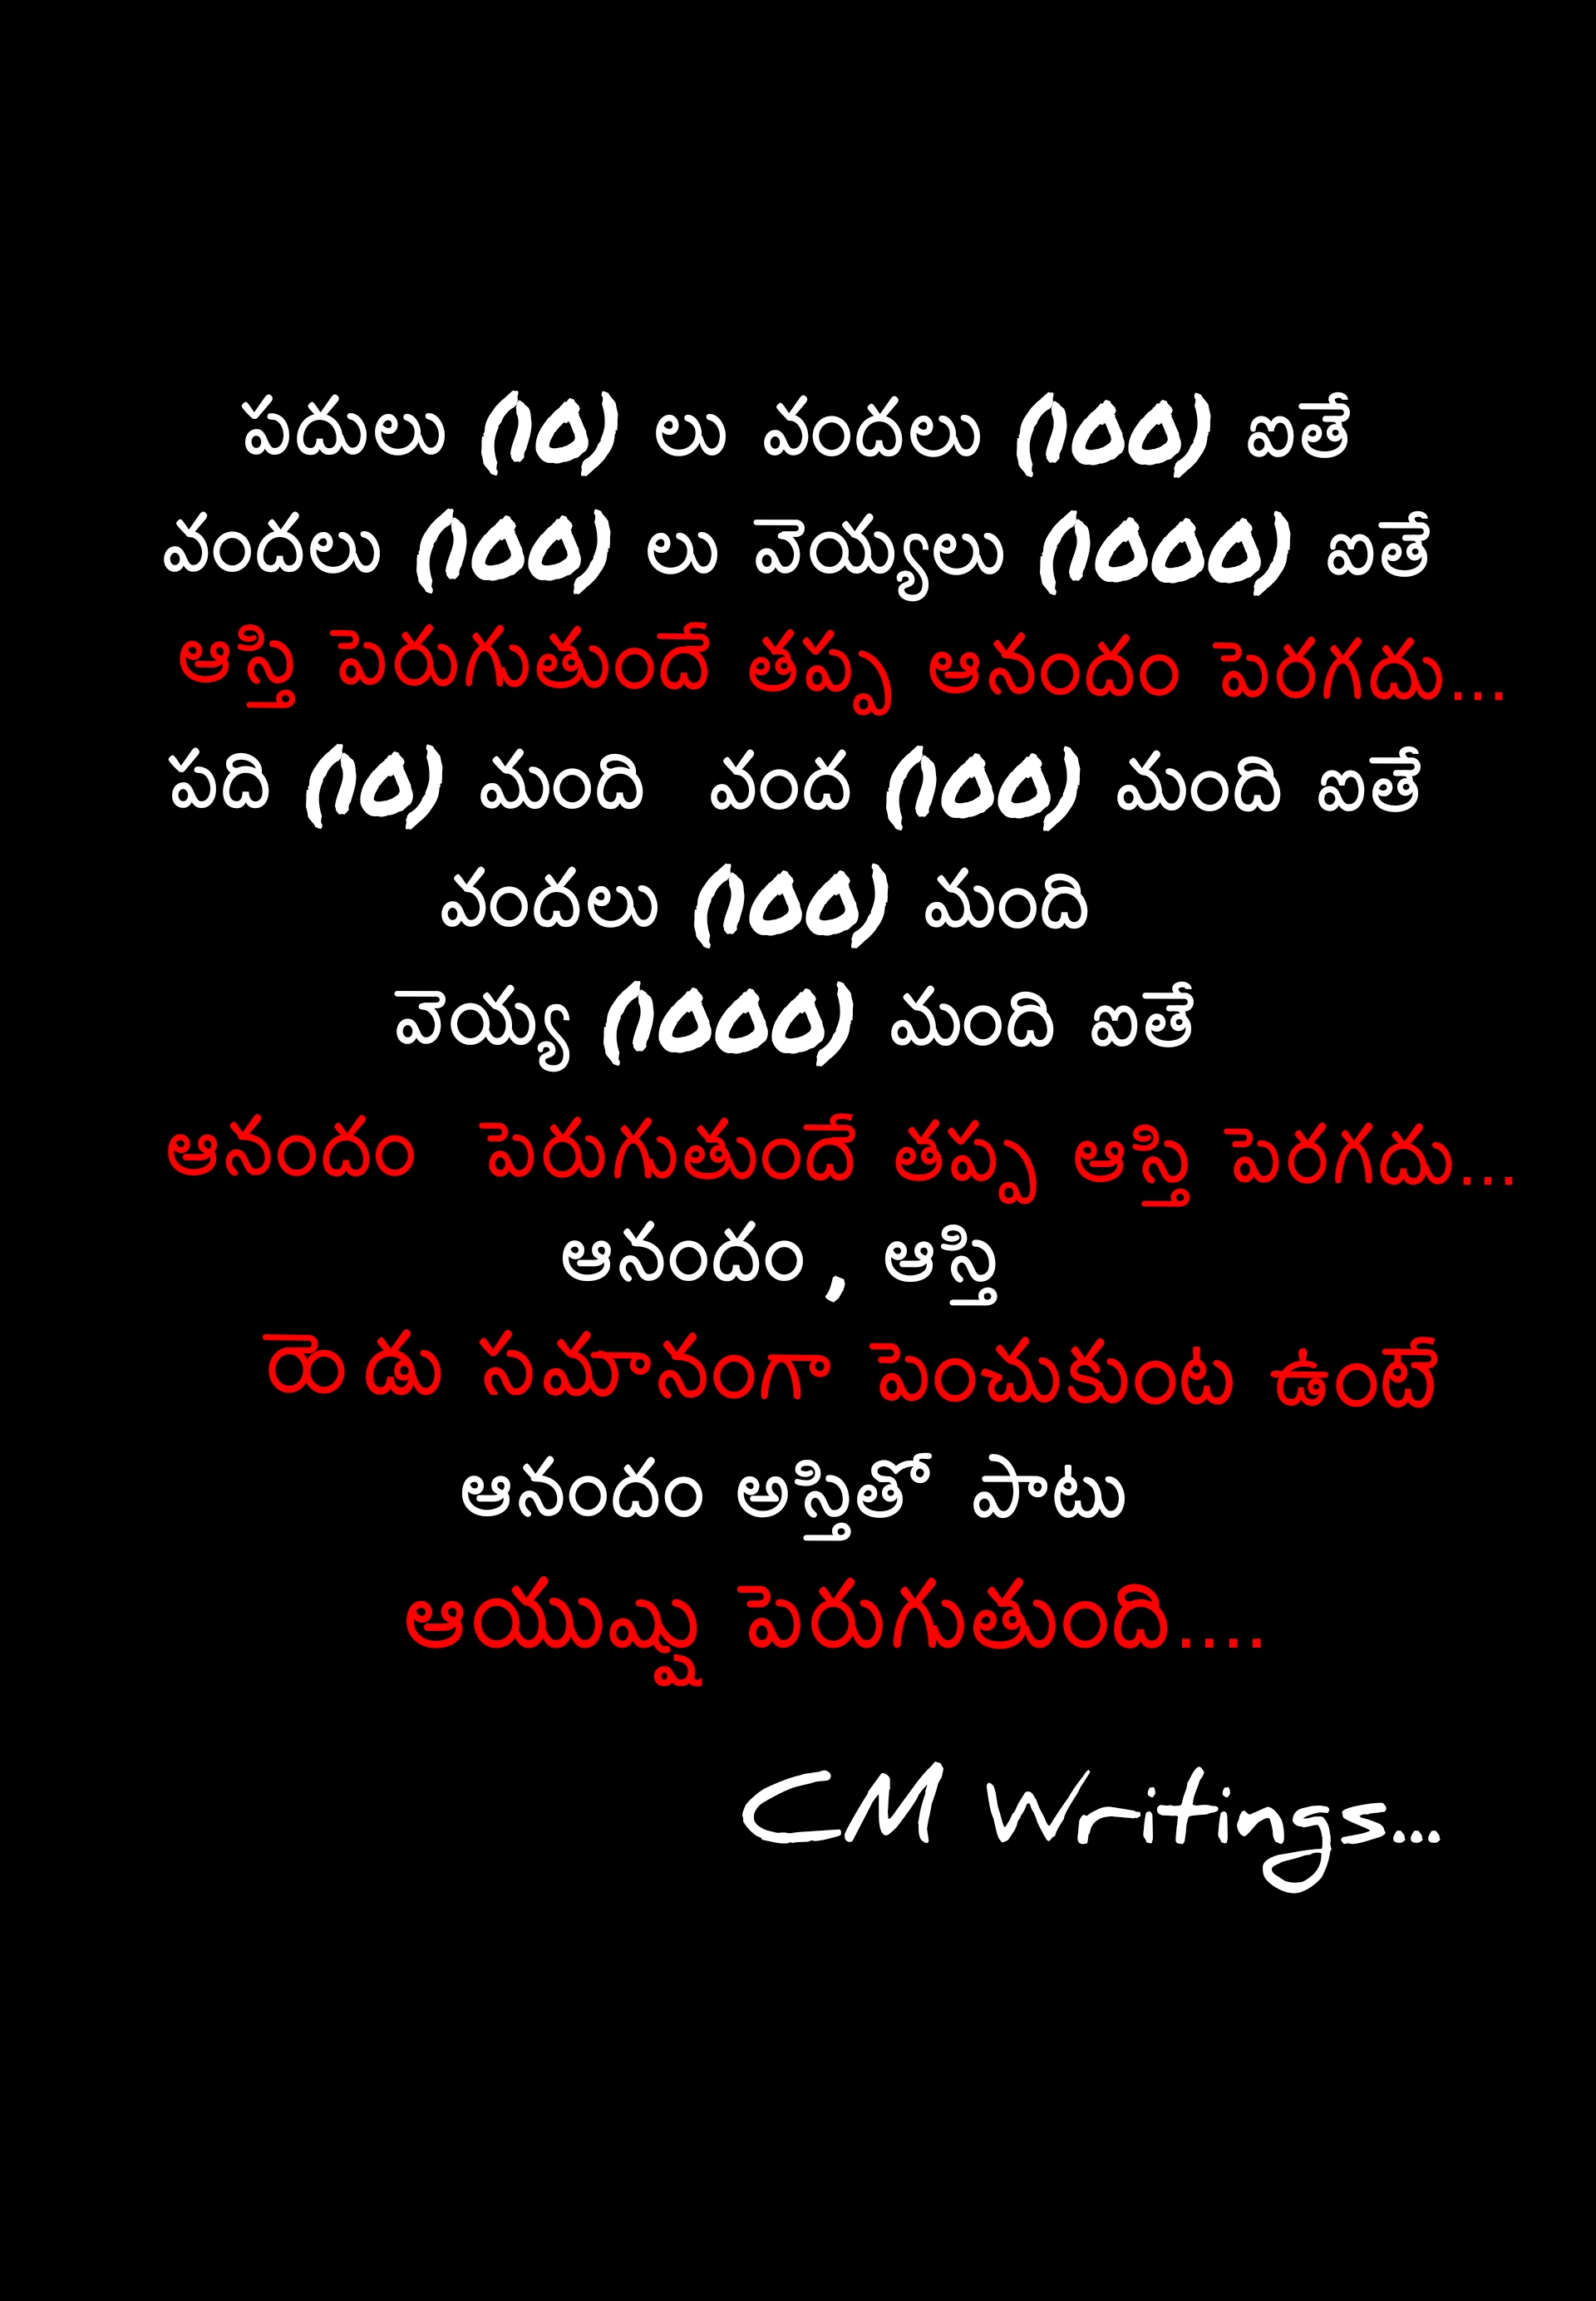 పదులు (10) ల వందలు (100) ఐతే
వందలు (100) లు వెయ్యలు (1000) ఐతే
ఆస్తి పెరుగుతుందే తప్ప ఆనందం పెరగదు...
పది (10) మంది వంద (100) మంది ఐతే
వందలు (100) మంది
వెయ్య (1000) మంది ఐతే
ఆనందం పెరుగుతుందే తప్ప ఆస్తి పెరగదు...
ఆనందం, ఆస్తి
రెండు సమానంగా పెంచుకుంట ఉంటే
ఆనందం అస్తితో పాటు
ఆయుష్షు పెరుగుతుంది....
CM Writings...